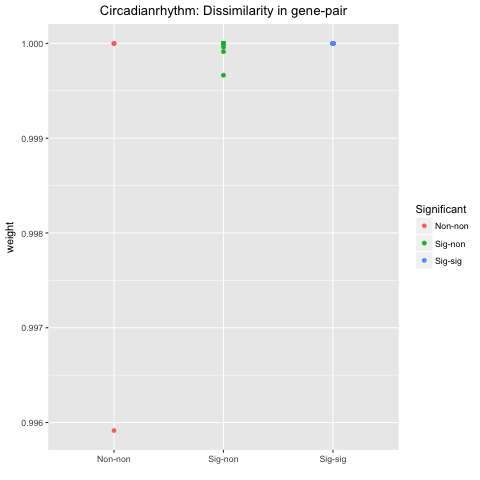 Circadianrhythm: Dissimilarity in gene-pair
1.000
0.999
0.998
0.997
0.996
weight
Non-non
Sig-non
Sig-sig
Significant
Non-non
Sig-non
Sig-sig